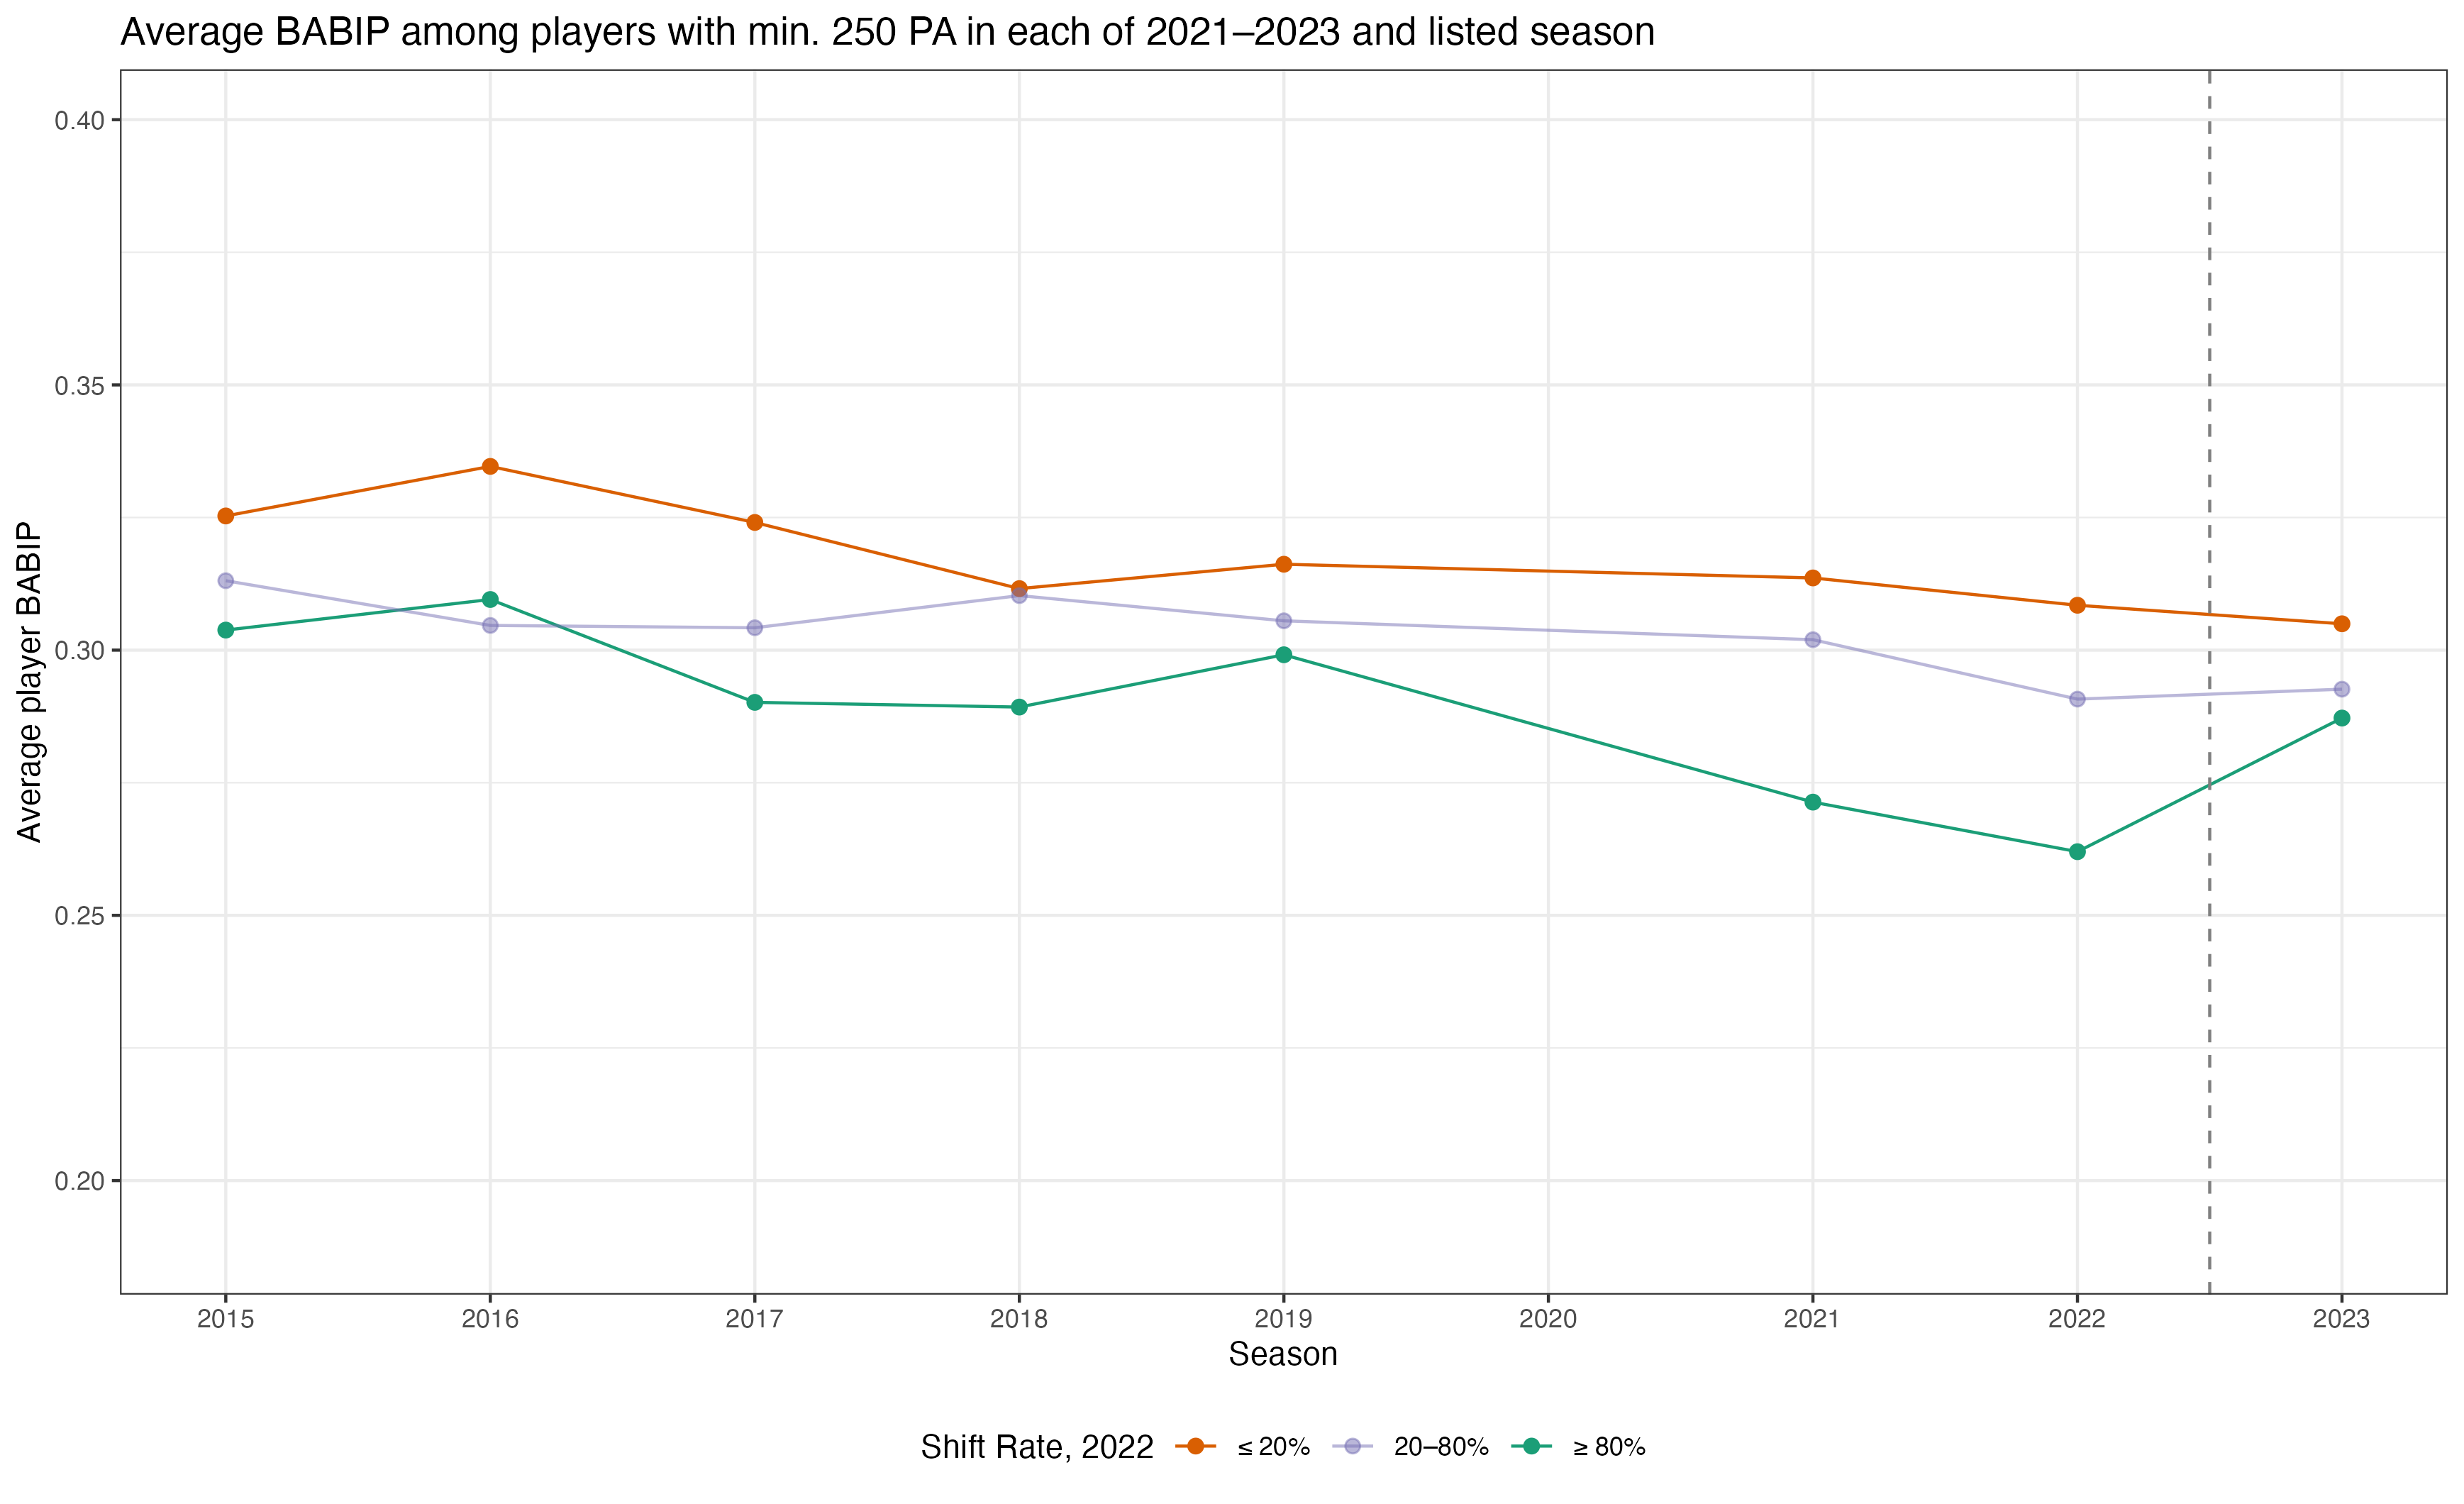 Average BABIP among players with min. 250 PA in each of 2021–2023 and listed season
Average player BABIP
0.40
0.35
0.30
0.25
0.20
2015 2016 2017 2018 2019 2020 2021 2022 2023
Season
Shift Rate, 2022 ≤ 20% 20–80% ≥ 80%